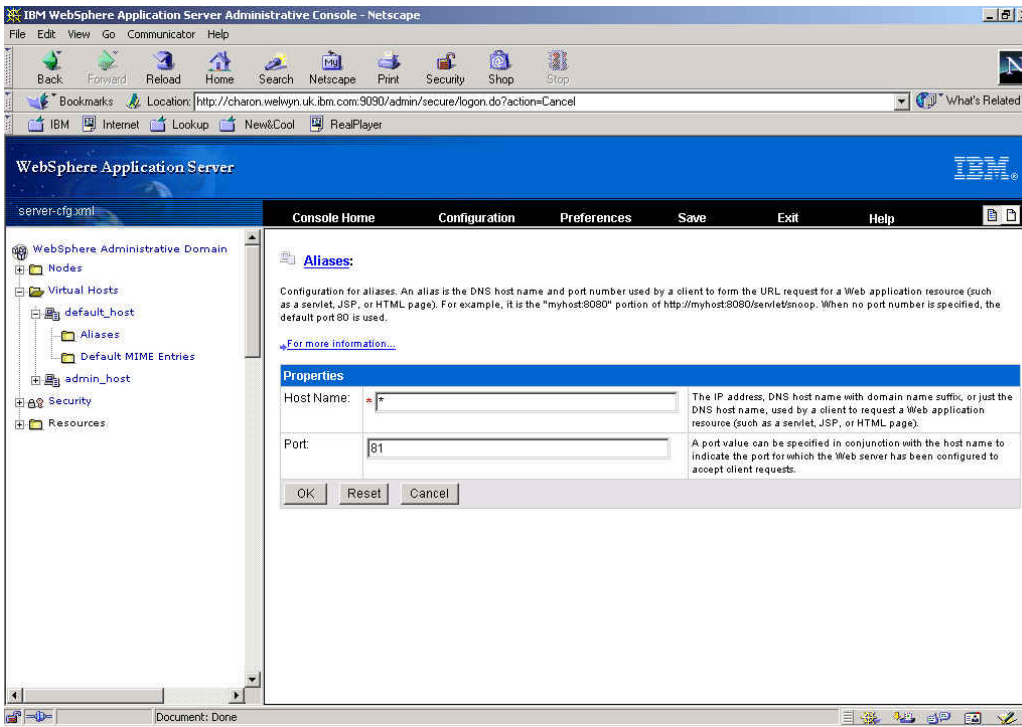 IBM WebSphere Application Server Administrative Console - Netscape
File Edit View Go Communicator Help
Back Forward Reload Home Search Netscape Print Security Shop Stop
My
N
Bookmarks Location: http://charon.welwyn.uk.ibm.com:9090/admin/secure/logon.do?action=Cancel What's Related
IBM Internet Lookup New&Cool RealPlayer
WebSphere Application Server
IBM®
server-cfg.xml
Console Home Configuration Preferences Save Exit Help
WebSphere Administrative Domain
Nodes
Virtual Hosts
default_host
Aliases
Default MIME Entries
admin_host
Security
Resources
Aliases:
Configuration for aliases. An alias is the DNS host name and port number used by a client to form the URL request for a Web application resource (such
as a servlet, JSP, or HTML page). For example, it is the "myhost:8080" portion of http://myhost:8080/servlet/snoop. When no port number is specified, the
default port 80 is used.
For more information...
Properties
Host Name: * *
The IP address, DNS host name with domain name suffix, or just the
DNS host name, used by a client to request a Web application
resource (such as a servlet, JSP, or HTML page).
Port: 81
A port value can be specified in conjunction with the host name to
indicate the port for which the Web server has been configured to
accept client requests.
OK Reset Cancel
Document: Done